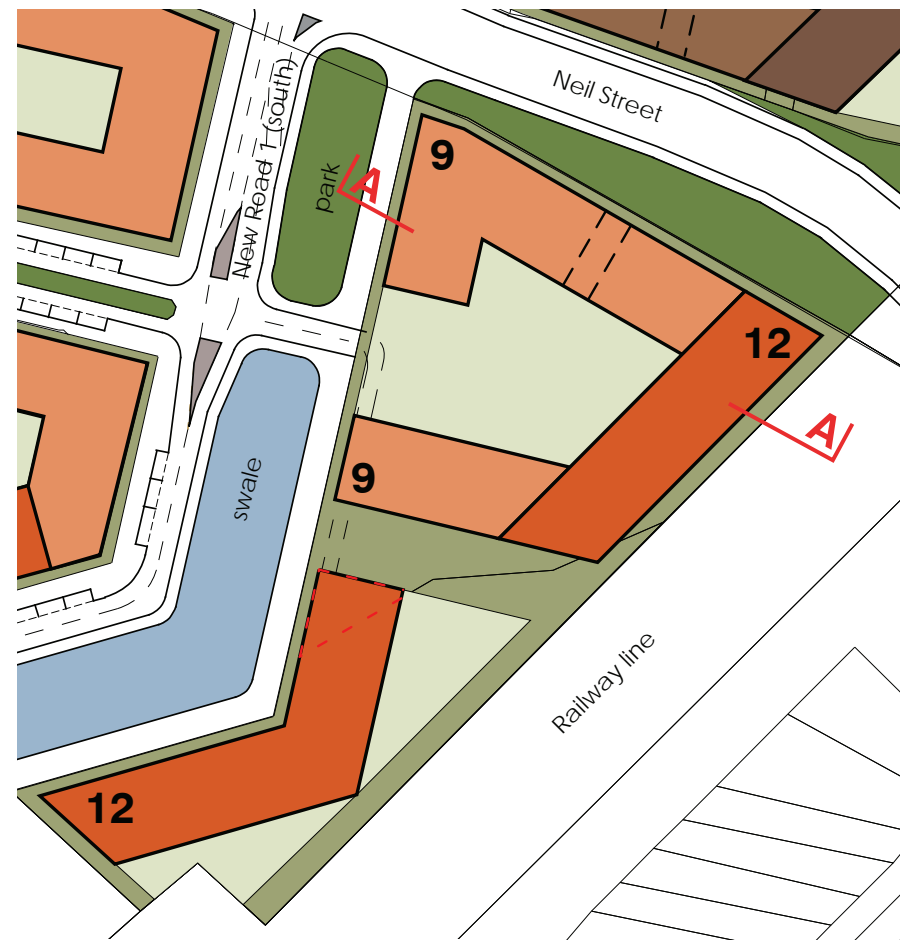 Neil Street
New Road 1 (south)
park
A
9
12
A
9
swale
Railway line
12